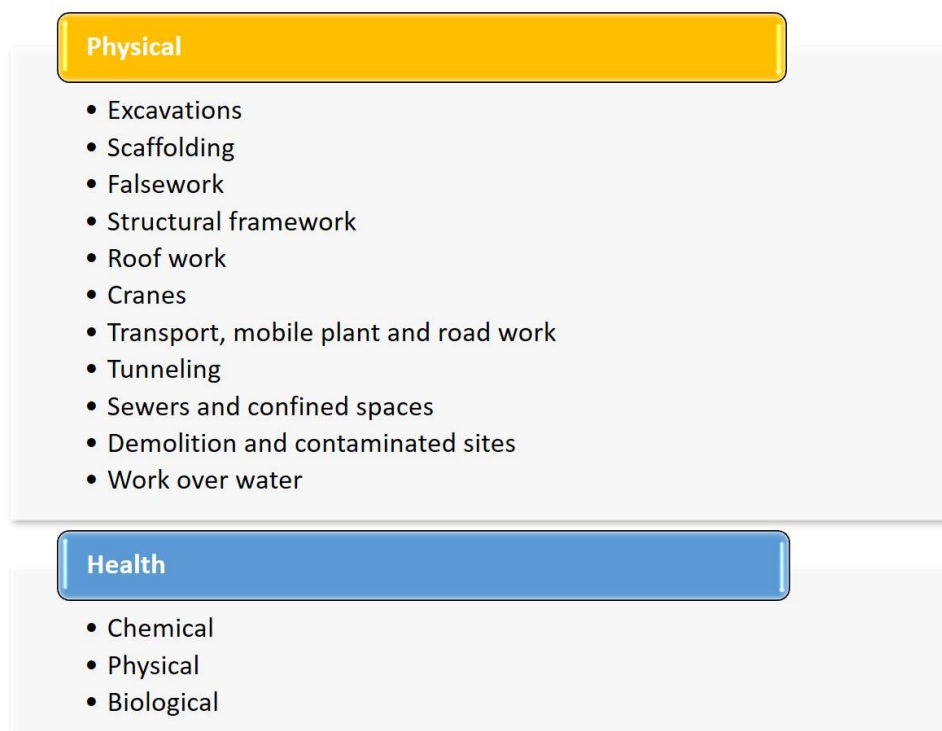 Physical
• Excavations
• Scaffolding
• Falsework
• Structural framework
• Roof work
• Cranes
• Transport, mobile plant and road work
• Tunneling
• Sewers and confined spaces
• Demolition and contaminated sites
• Work over water
Health
• Chemical
• Physical
• Biological